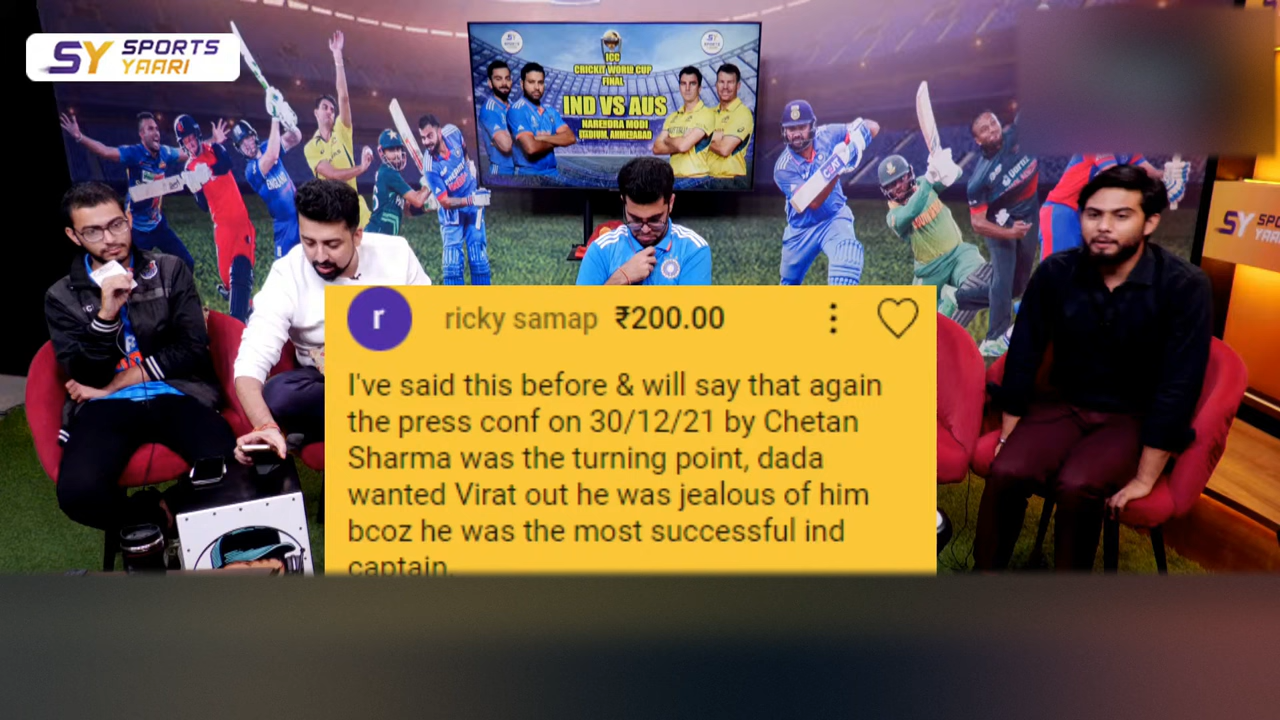 SY SPORTS
YAARI
ICC
CRICKET WORLD CUP
FINAL
IND VS AUS
NARENDRA MODI
STADIUM, AHMEDABAD
ENGLAND
SY SPORTS
YAARI
r ricky samap ₹200.00
I've said this before & will say that again
the press conf on 30/12/21 by Chetan
Sharma was the turning point, dada
wanted Virat out he was jealous of him
bcoz he was the most successful ind
captain.